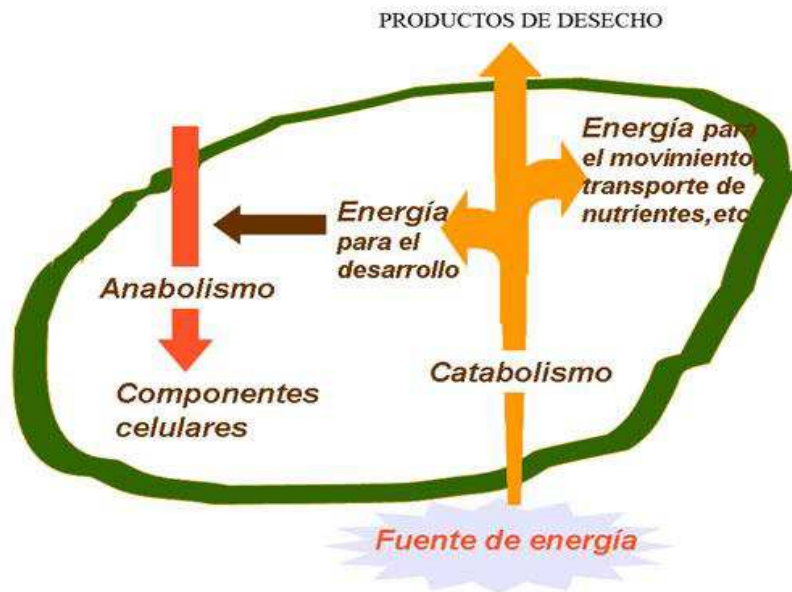 PRODUCTOS DE DESECHO
Energía para
el movimiento,
transporte de
nutrientes,etc
Energía
para el
desarrollo
Anabolismo
Componentes
celulares
Catabolismo
Fuente de energía